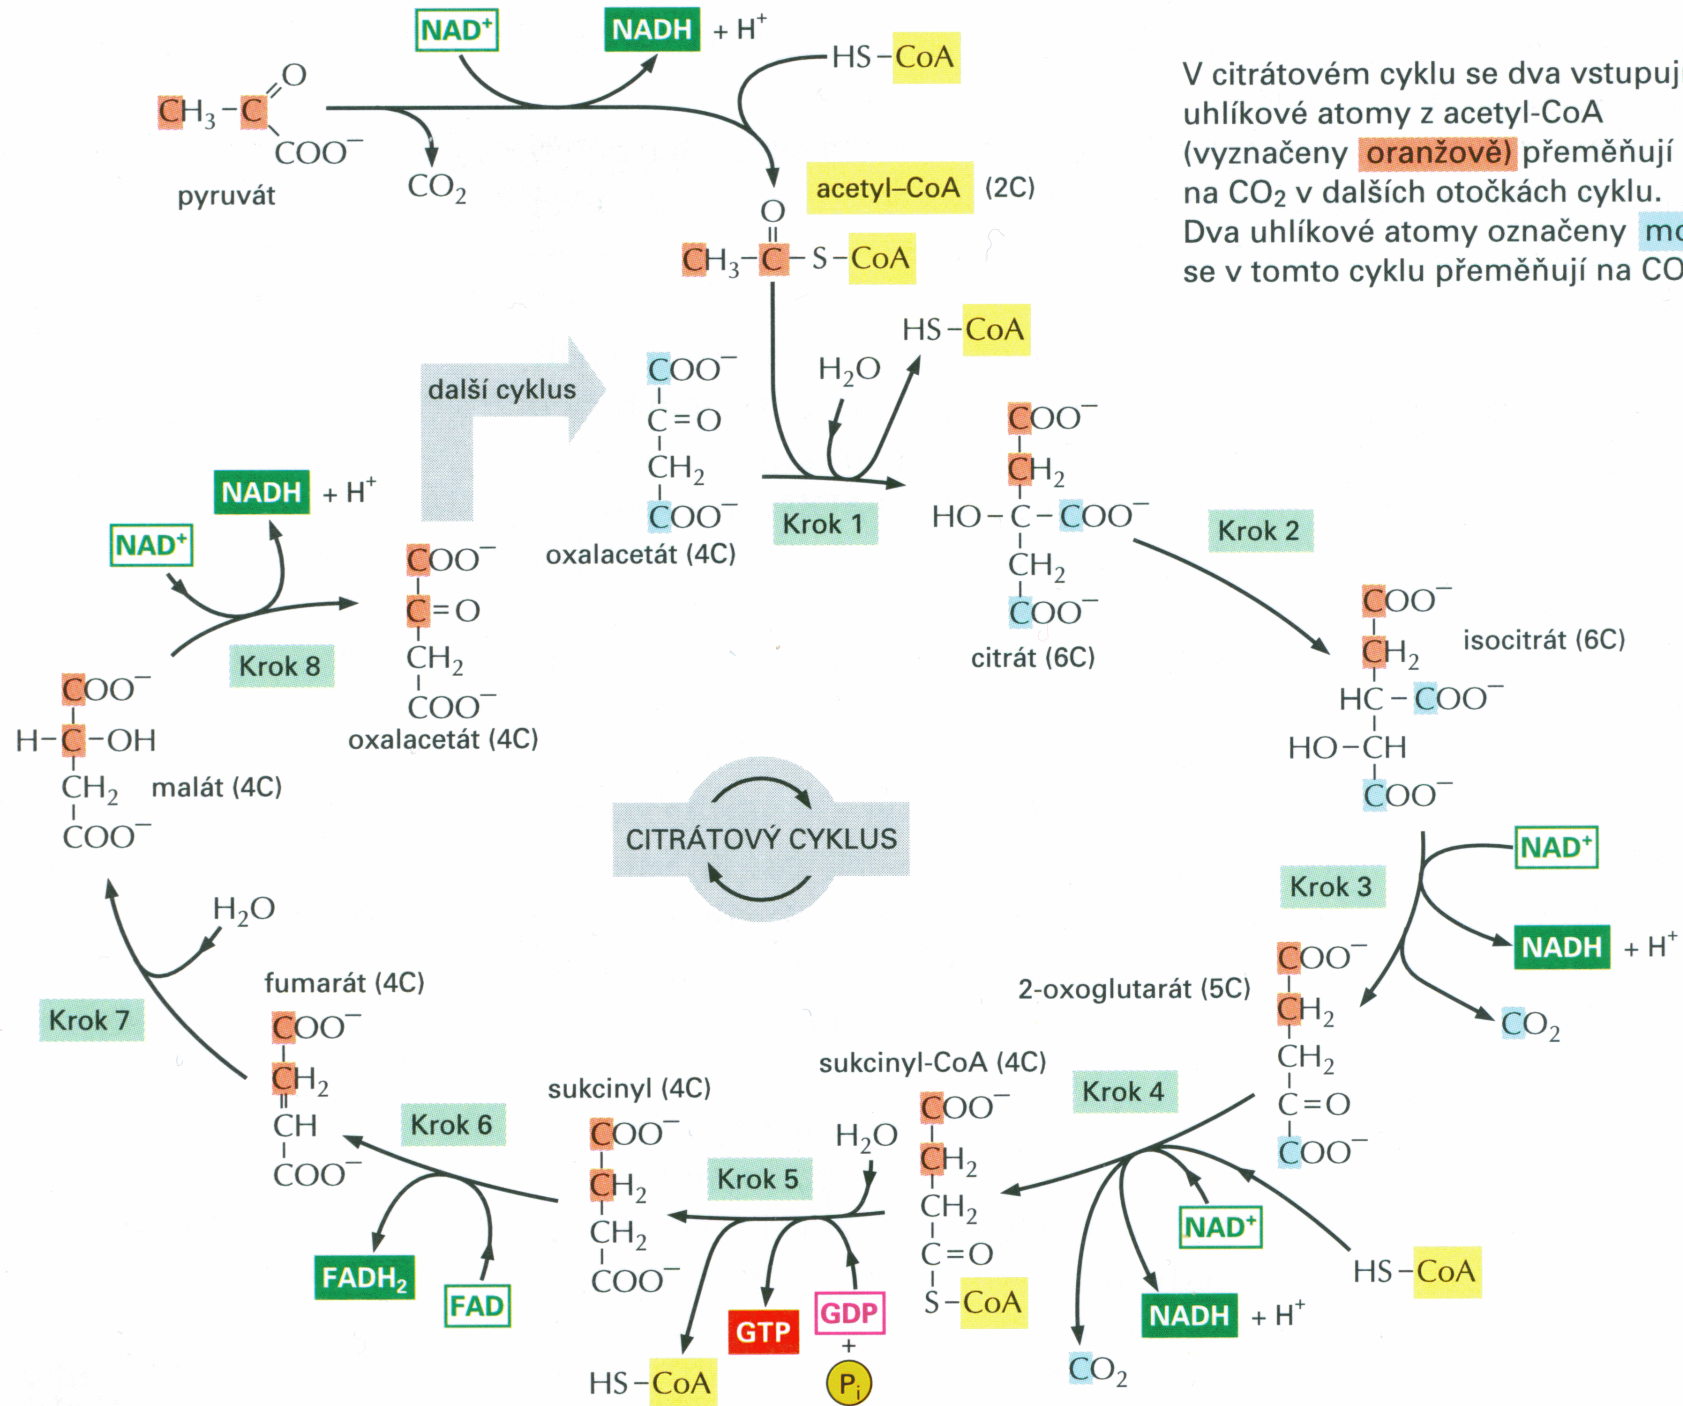 NAD⁺
NADH + H⁺
HS–CoA
CH₃–C
O
COO⁻
pyruvát
CO₂
acetyl–CoA (2C)
O
CH₃–C–S–CoA
V citrátovém cyklu se dva vstupuj
uhlíkové atomy z acetyl-CoA
(vyznačeny oranžově) přeměňují
na CO₂ v dalších otočkách cyklu.
Dva uhlíkové atomy označeny mo
se v tomto cyklu přeměňují na CO
další cyklus
COO⁻
C=O
CH₂
COO⁻
oxalacetát (4C)
H₂O
HS–CoA
Krok 1
COO⁻
CH₂
HO–C–COO⁻
CH₂
COO⁻
citrát (6C)
Krok 2
COO⁻
CH₂
HC–COO⁻
HO–CH
COO⁻
isocitrát (6C)
NAD⁺
Krok 3
NADH + H⁺
CO₂
2-oxoglutarát (5C)
COO⁻
CH₂
CH₂
C=O
COO⁻
Krok 4
NAD⁺
HS–CoA
NADH + H⁺
CO₂
sukcinyl-CoA (4C)
COO⁻
CH₂
CH₂
C=O
S–CoA
H₂O
Krok 5
GDP
+
Pᵢ
GTP
HS–CoA
sukcinyl (4C)
COO⁻
CH₂
CH₂
COO⁻
Krok 6
FAD
FADH₂
fumarát (4C)
COO⁻
CH₂
CH
COO⁻
Krok 7
H₂O
COO⁻
H–C–OH
CH₂
COO⁻
malát (4C)
Krok 8
NAD⁺
NADH + H⁺
COO⁻
C=O
CH₂
COO⁻
oxalacetát (4C)
CITRÁTOVÝ CYKLUS